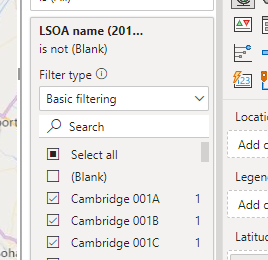 LSOA name (201...
is not (Blank)
Filter type
Basic filtering
Search
Select all
(Blank)
Cambridge 001A 1
Cambridge 001B 1
Cambridge 001C 1
Locatio
Add d
Legen
Add d
Latitud